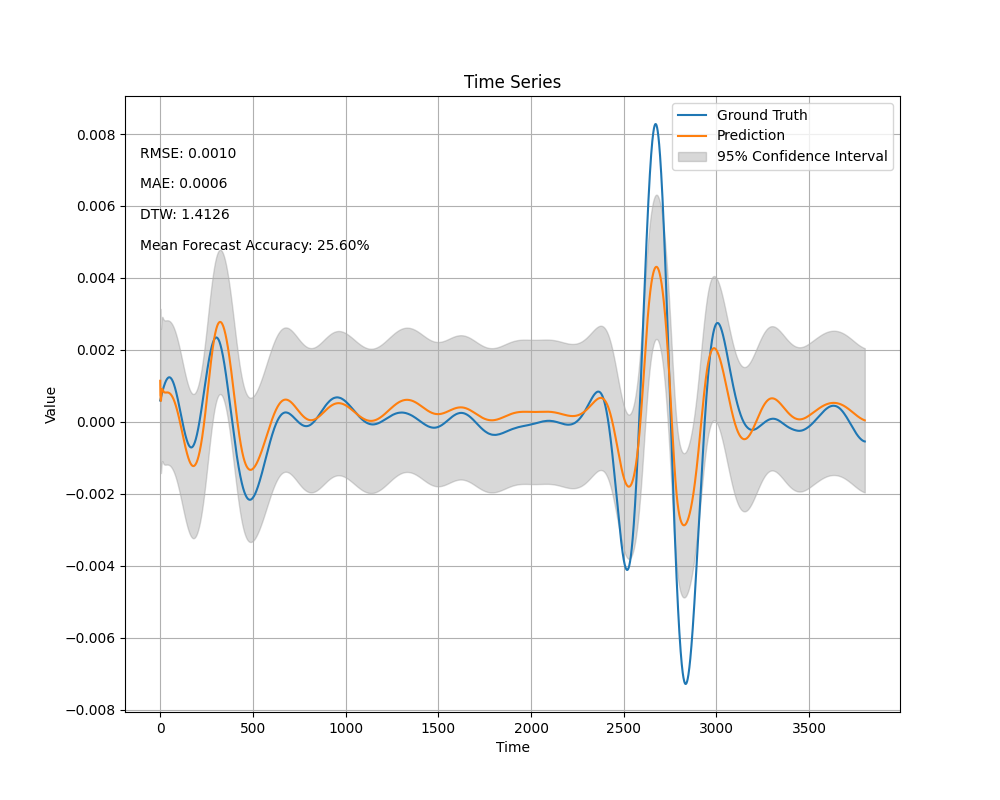 Time Series
Ground Truth
Prediction
95% Confidence Interval
RMSE: 0.0010
MAE: 0.0006
DTW: 1.4126
Mean Forecast Accuracy: 25.60%
Value
0.008
0.006
0.004
0.002
0.000
−0.002
−0.004
−0.006
−0.008
0 500 1000 1500 2000 2500 3000 3500
Time